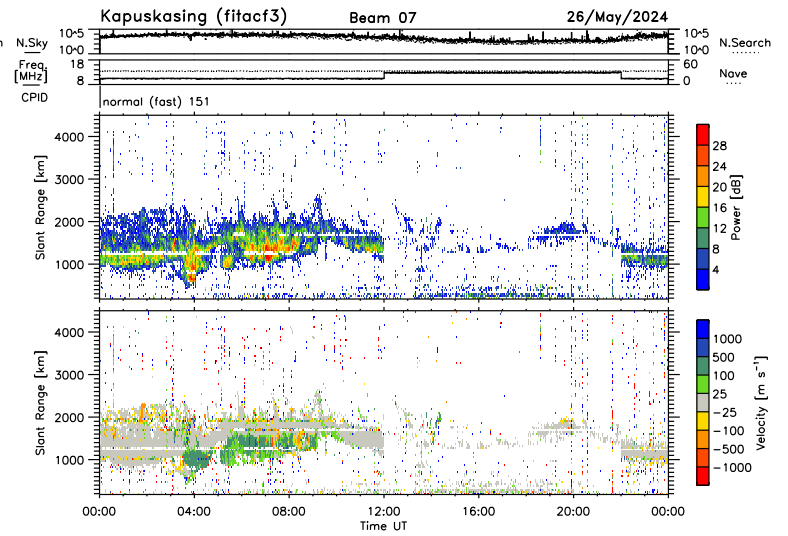 Kapuskasing (fitacf3) Beam 07 26/May/2024
N.Sky 10^5 10^0 10^5 10^0 N.Search
Freq. [MHz] 18 8 60 0 Nave
CPID normal (fast) 151
Slant Range [km] 4000 3000 2000 1000
28 24 20 16 12 8 4 Power [dB]
Slant Range [km] 4000 3000 2000 1000
1000 500 100 25 −25 −100 −500 −1000 Velocity [m s⁻¹]
00:00 04:00 08:00 12:00 16:00 20:00 00:00
Time UT